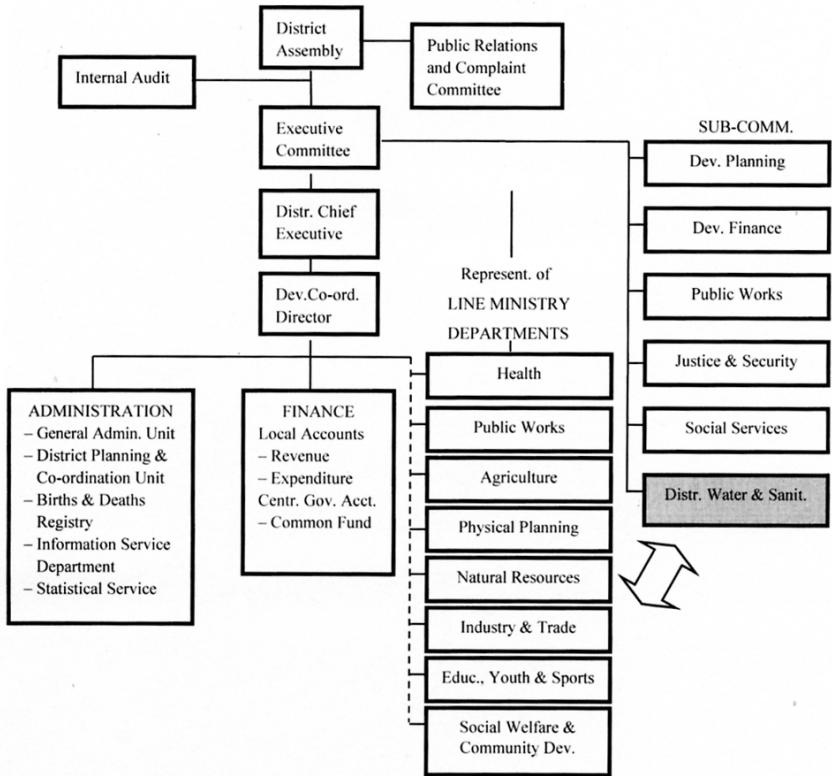 District
Assembly
Public Relations
and Complaint
Committee
Internal Audit
Executive
Committee
SUB-COMM.
Dev. Planning
Distr. Chief
Executive
Dev. Finance
Dev.Co-ord.
Director
Represent. of
LINE MINISTRY
DEPARTMENTS
Public Works
Justice & Security
Social Services
Distr. Water & Sanit.
ADMINISTRATION
– General Admin. Unit
– District Planning &
Co-ordination Unit
– Births & Deaths
Registry
– Information Service
Department
– Statistical Service
FINANCE
Local Accounts
– Revenue
– Expenditure
Centr. Gov. Acct.
– Common Fund
Health
Public Works
Agriculture
Physical Planning
Natural Resources
Industry & Trade
Educ., Youth & Sports
Social Welfare &
Community Dev.